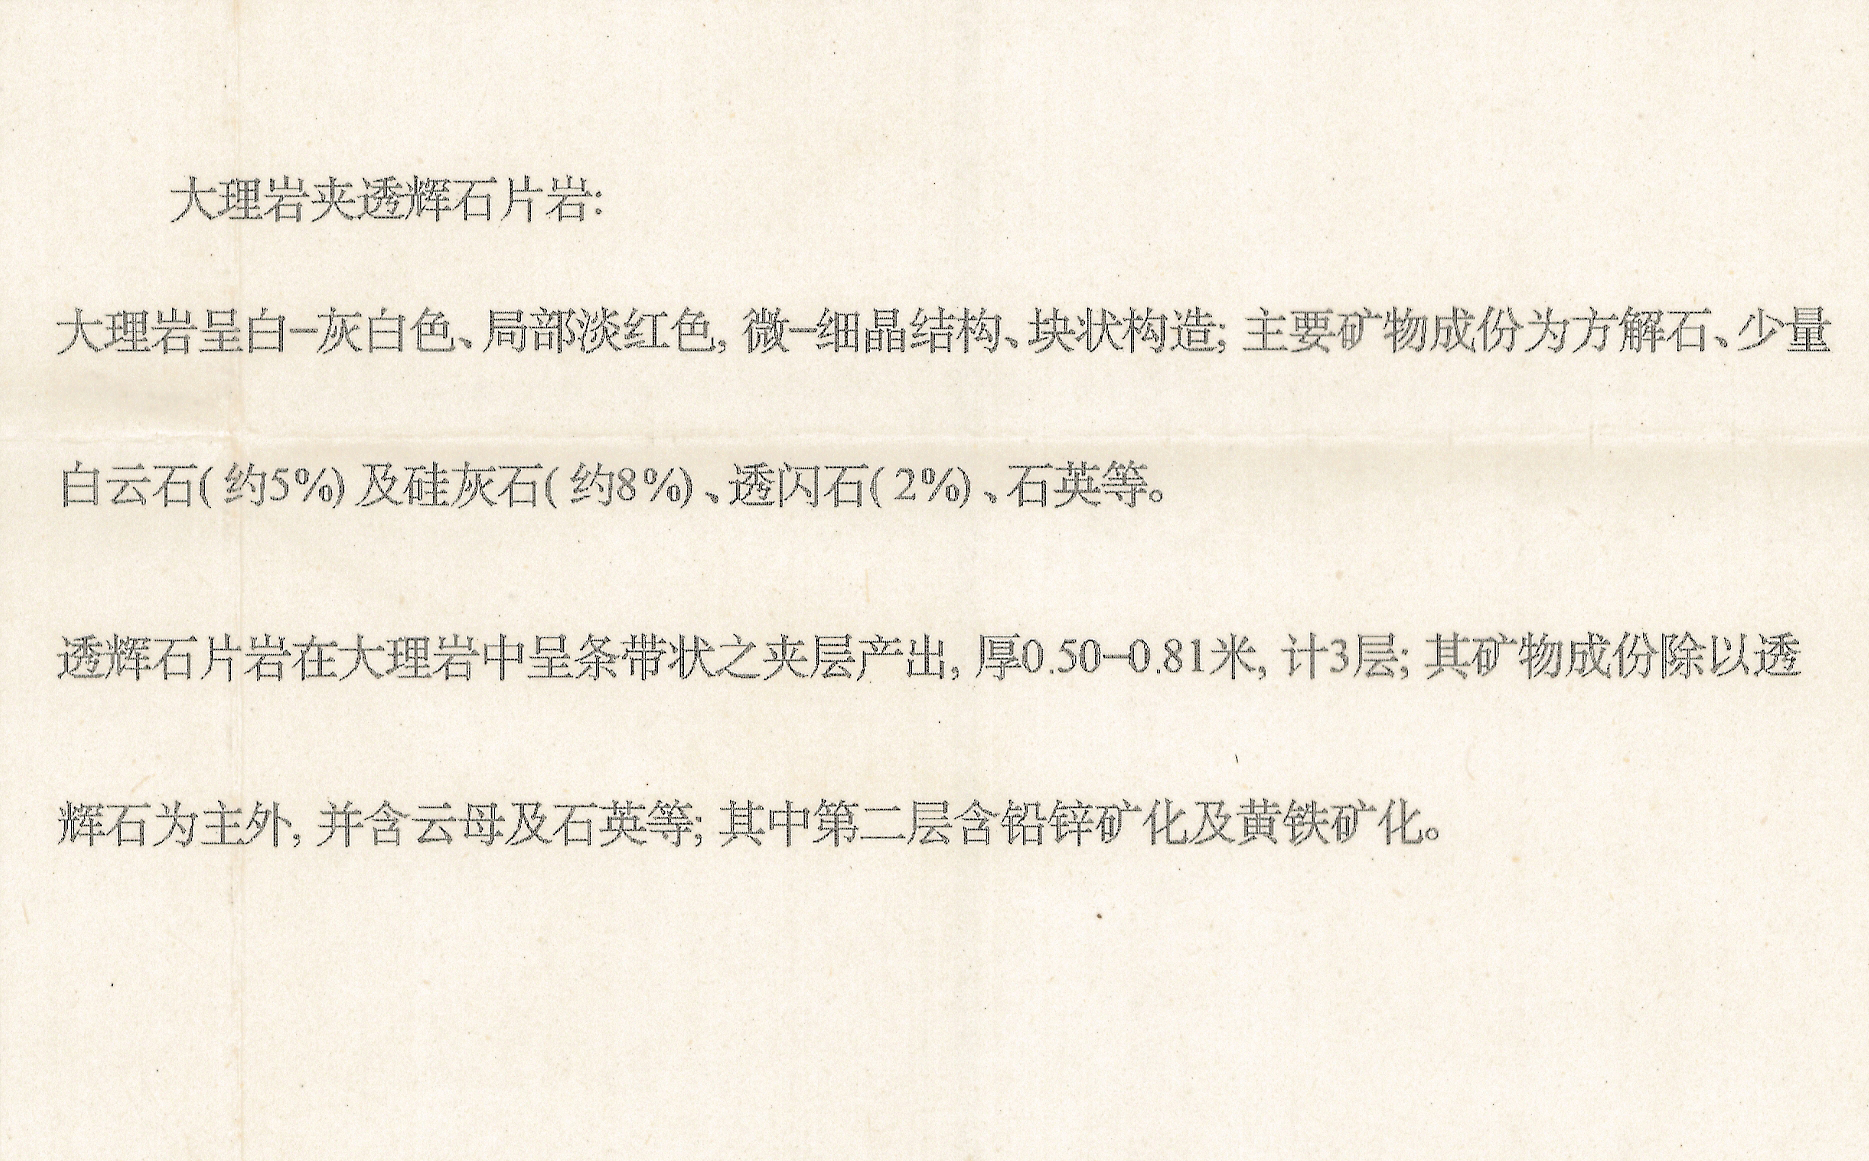 大理岩夹透辉石片岩:
大理岩呈白-灰白色、局部淡红色, 微-细晶结构、块状构造; 主要矿物成份为方解石、少量
白云石(约5%)及硅灰石(约8%)、透闪石(2%)、石英等。
透辉石片岩在大理岩中呈条带状之夹层产出, 厚0.50-0.81米, 计3层; 其矿物成份除以透
辉石为主外, 并含云母及石英等; 其中第二层含铅锌矿化及黄铁矿化。